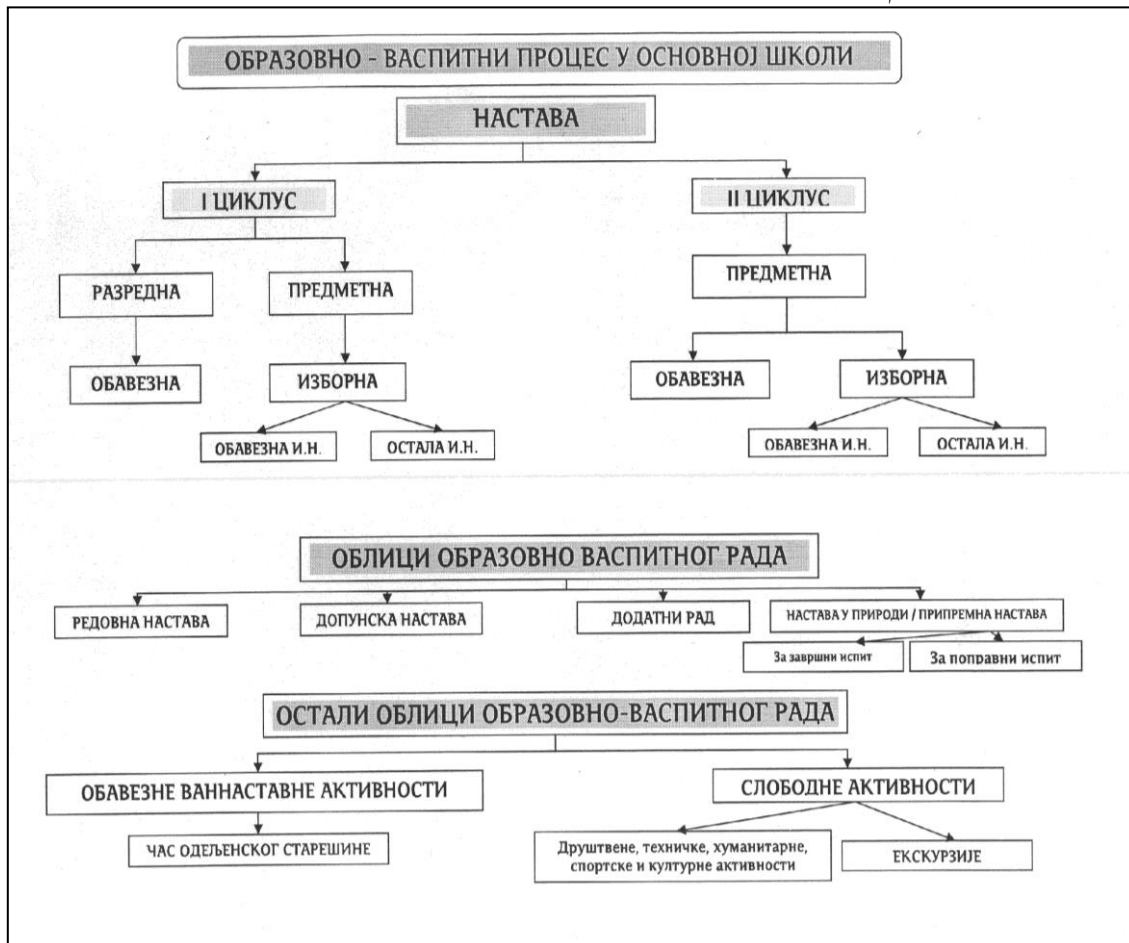 ОБРАЗОВНО - ВАСПИТНИ ПРОЦЕС У ОСНОВНОЈ ШКОЛИ
НАСТАВА
I ЦИКЛУС
II ЦИКЛУС
РАЗРЕДНА
ПРЕДМЕТНА
ПРЕДМЕТНА
ОБАВЕЗНА
ИЗБОРНА
ОБАВЕЗНА
ИЗБОРНА
ОБАВЕЗНА И.Н.
ОСТАЛА И.Н.
ОБАВЕЗНА И.Н.
ОСТАЛА И.Н.
ОБЛИЦИ ОБРАЗОВНО ВАСПИТНОГ РАДА
РЕДОВНА НАСТАВА
ДОПУНСКА НАСТАВА
ДОДАТНИ РАД
НАСТАВА У ПРИРОДИ / ПРИПРЕМНА НАСТАВА
За завршни испит
За поправни испит
ОСТАЛИ ОБЛИЦИ ОБРАЗОВНО-ВАСПИТНОГ РАДА
ОБАВЕЗНЕ ВАННАСТАВНЕ АКТИВНОСТИ
СЛОБОДНЕ АКТИВНОСТИ
ЧАС ОДЕЉЕНСКОГ СТАРЕШИНЕ
Друштвене, техничке, хуманитарне,
спортске и културне активности
ЕКСКУРЗИЈЕ